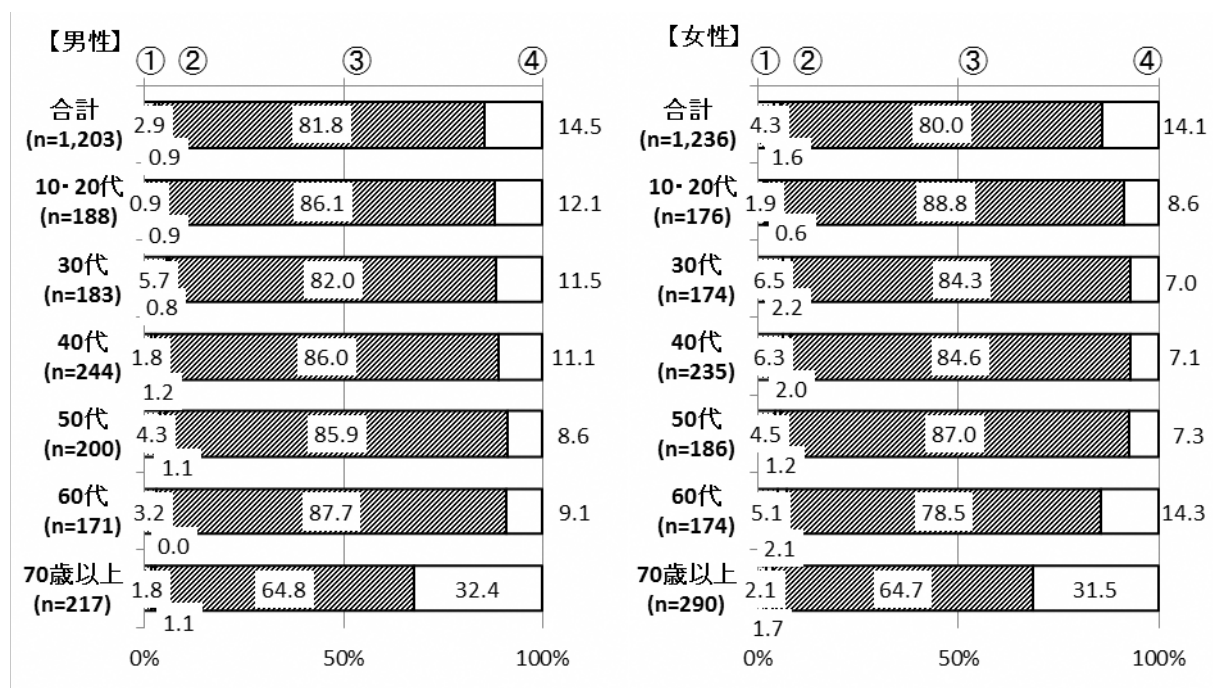 【男性】
① ② ③ ④
合計
(n=1,203)
2.9 81.8 14.5
0.9
10・20代
(n=188)
0.9 86.1 12.1
0.9
30代
(n=183)
5.7 82.0 11.5
0.8
40代
(n=244)
1.8 86.0 11.1
1.2
50代
(n=200)
4.3 85.9 8.6
1.1
60代
(n=171)
3.2 87.7 9.1
0.0
70歳以上
(n=217)
1.8 64.8 32.4
1.1
0% 50% 100%
【女性】
① ② ③ ④
合計
(n=1,236)
4.3 80.0 14.1
1.6
10・20代
(n=176)
1.9 88.8 8.6
0.6
30代
(n=174)
6.5 84.3 7.0
2.2
40代
(n=235)
6.3 84.6 7.1
2.0
50代
(n=186)
4.5 87.0 7.3
1.2
60代
(n=174)
5.1 78.5 14.3
2.1
70歳以上
(n=290)
2.1 64.7 31.5
1.7
0% 50% 100%